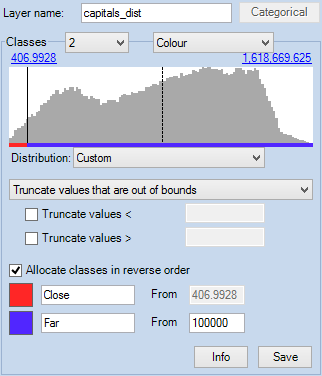 Layer name: capitals_dist Categorical
Classes 2 Colour
406.9928 1,618,669.625
Distribution: Custom
Truncate values that are out of bounds
Truncate values <
Truncate values >
Allocate classes in reverse order
Close From 406.9928
Far From 100000
Info Save